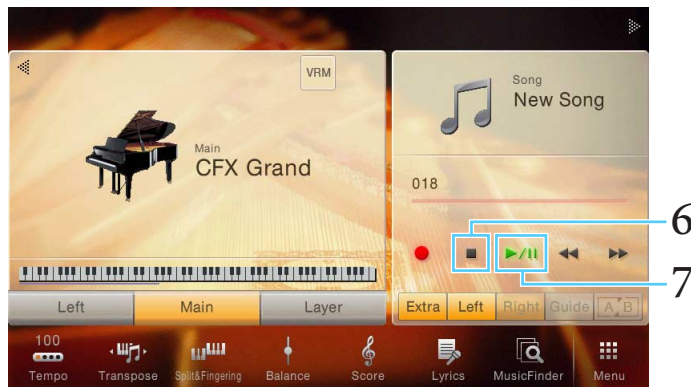 VRM
Main
CFX Grand
Song
New Song
018
6
7
Left Main Layer
Extra Left Right Guide A B
100
Tempo Transpose Split&Fingering Balance Score Lyrics MusicFinder Menu